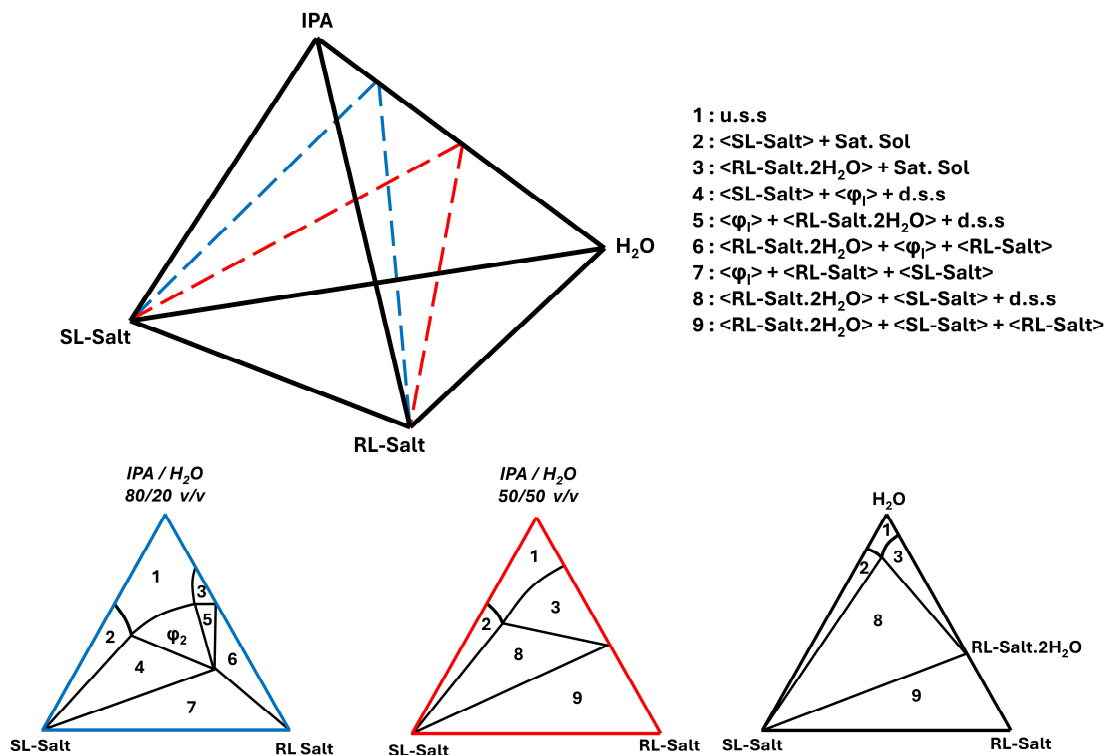 IPA
H₂O
SL-Salt
RL-Salt
1 : u.s.s
2 : <SL-Salt> + Sat. Sol
3 : <RL-Salt.2H₂O> + Sat. Sol
4 : <SL-Salt> + <φ_I> + d.s.s
5 : <φ_I> + <RL-Salt.2H₂O> + d.s.s
6 : <RL-Salt.2H₂O> + <φ_I> + <RL-Salt>
7 : <φ_I> + <RL-Salt> + <SL-Salt>
8 : <RL-Salt.2H₂O> + <SL-Salt> + d.s.s
9 : <RL-Salt.2H₂O> + <SL-Salt> + <RL-Salt>
IPA / H₂O
80/20 v/v
1
3
5
2
φ₂
6
4
7
SL-Salt
RL Salt
IPA / H₂O
50/50 v/v
1
3
2
8
9
SL-Salt
RL-Salt
H₂O
1
2
3
8
RL-Salt.2H₂O
9
SL-Salt
RL-Salt